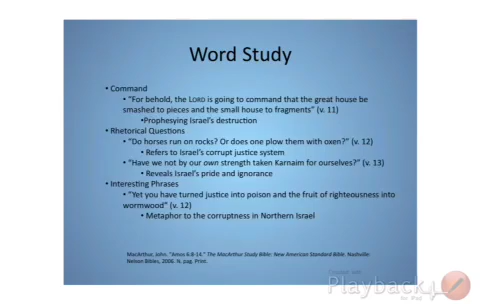 Word Study
• Command
• "For behold, the LORD is going to command that the great house be
smashed to pieces and the small house to fragments" (v. 11)
•Prophesying Israel's destruction
• Rhetorical Questions
• "Do horses run on rocks? Or does one plow them with oxen?" (v. 12)
• Refers to Israel's corrupt justice system
• "Have we not by our own strength taken Karnaim for ourselves?" (v. 13)
• Reveals Israel's pride and ignorance
• Interesting Phrases
• "Yet you have turned justice into poison and the fruit of righteousness into
wormwood" (v. 12)
• Metaphor to the corruptness in Northern Israel
MacArthur, John. "Amos 6:8-14." The MacArthur Study Bible: New American Standard Bible. Nashville:
Nelson Bibles, 2006. N. pag. Print.
Created with
Playback
for iPad